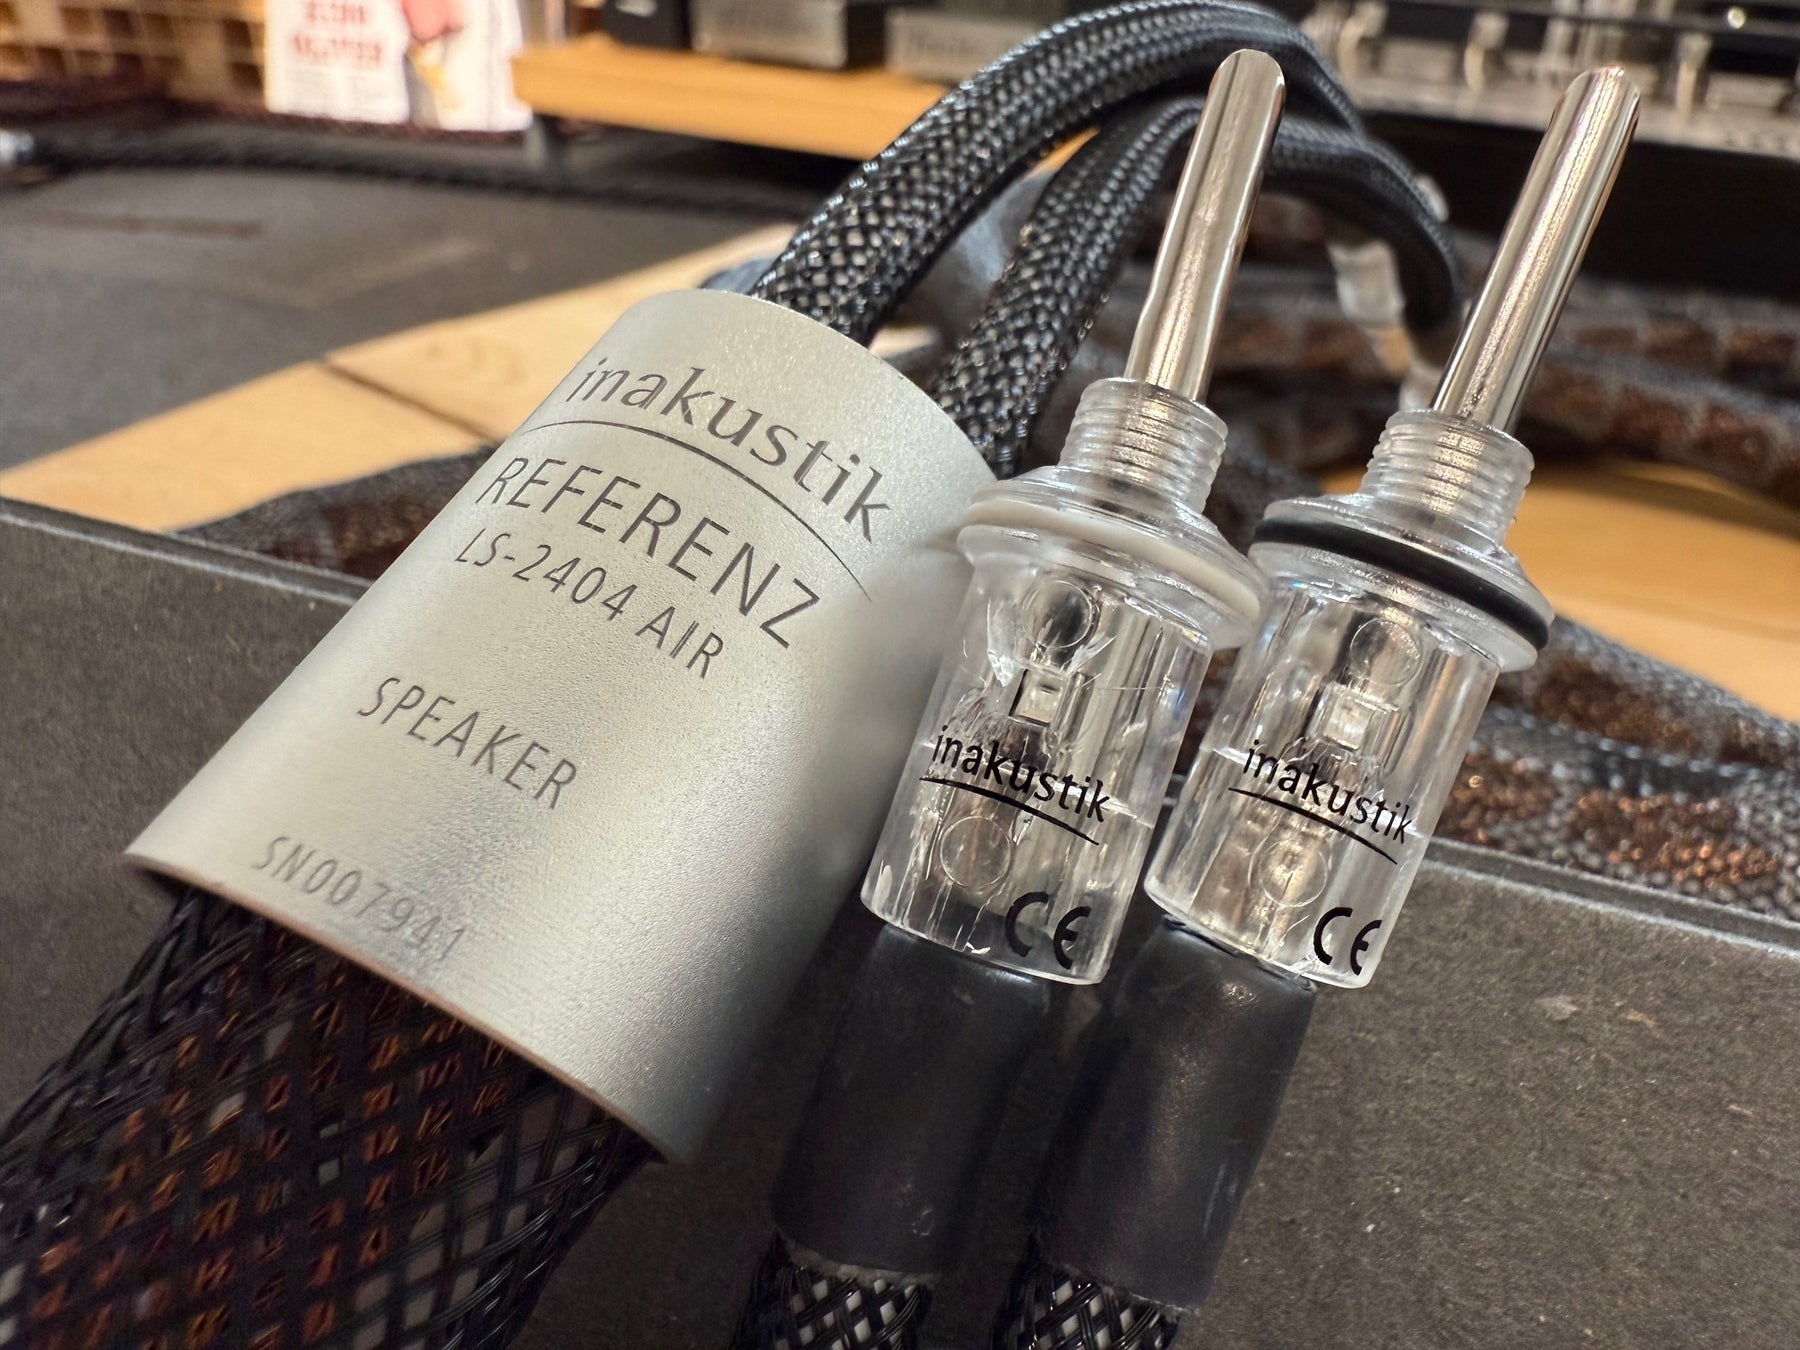 inakustik
REFERENZ
LS-2404 AIR
SPEAKER
SN007941
inakustik
CE
inakustik
CE